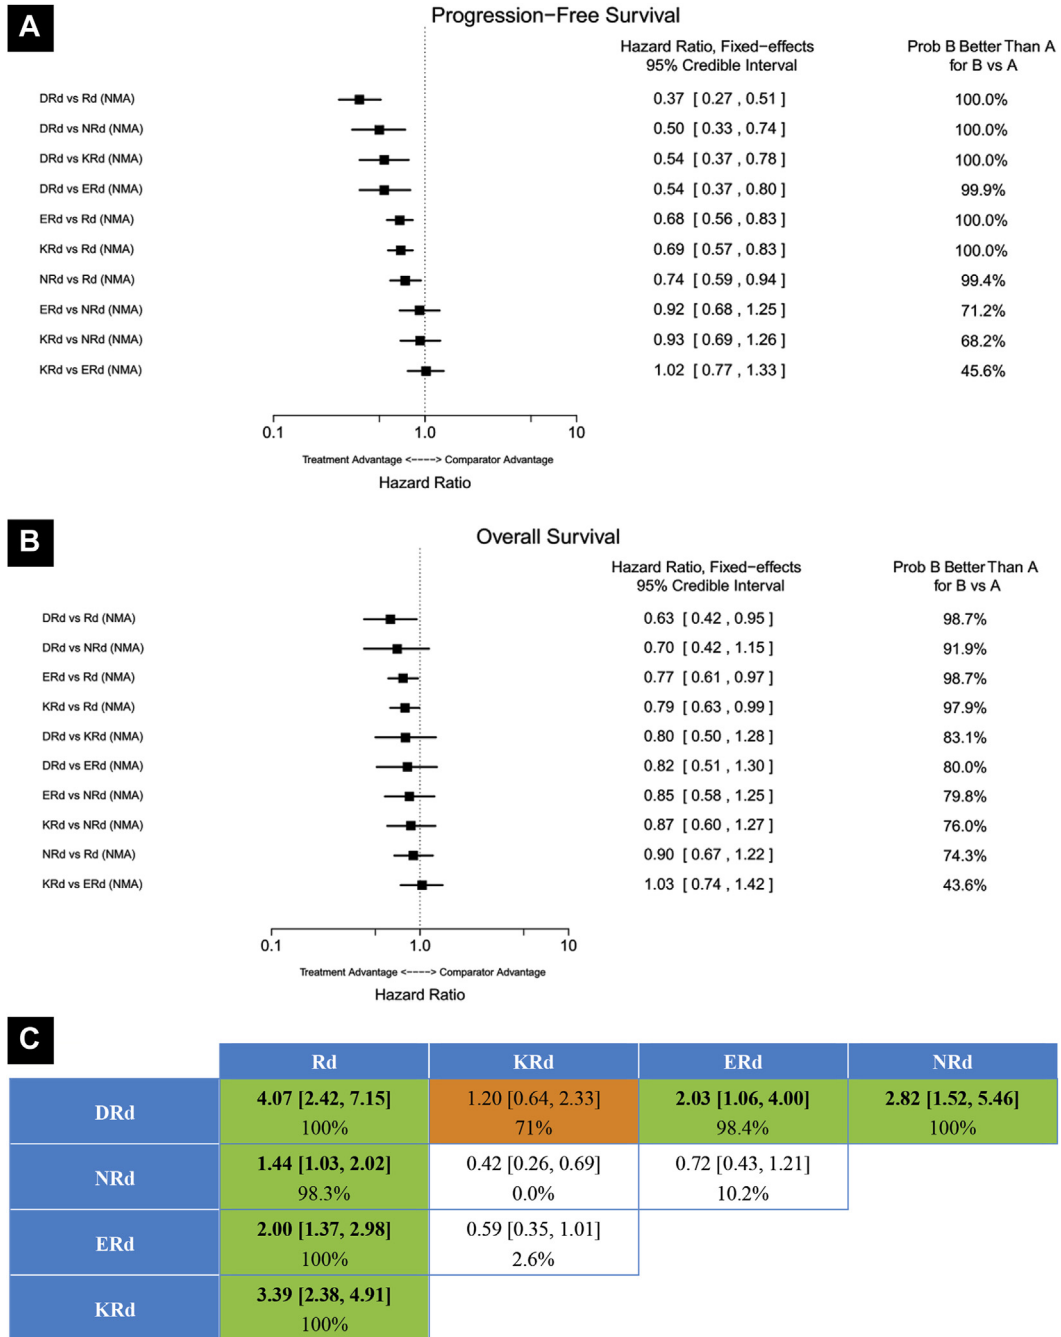 A
Progression-Free Survival
Hazard Ratio, Fixed-effects Prob B Better Than A
95% Credible Interval for B vs A
DRd vs Rd (NMA) 0.37 [ 0.27 , 0.51 ] 100.0%
DRd vs NRd (NMA) 0.50 [ 0.33 , 0.74 ] 100.0%
DRd vs KRd (NMA) 0.54 [ 0.37 , 0.78 ] 100.0%
DRd vs ERd (NMA) 0.54 [ 0.37 , 0.80 ] 99.9%
ERd vs Rd (NMA) 0.68 [ 0.56 , 0.83 ] 100.0%
KRd vs Rd (NMA) 0.69 [ 0.57 , 0.83 ] 100.0%
NRd vs Rd (NMA) 0.74 [ 0.59 , 0.94 ] 99.4%
ERd vs NRd (NMA) 0.92 [ 0.68 , 1.25 ] 71.2%
KRd vs NRd (NMA) 0.93 [ 0.69 , 1.26 ] 68.2%
KRd vs ERd (NMA) 1.02 [ 0.77 , 1.33 ] 45.6%
0.1 1.0 10
Treatment Advantage <----> Comparator Advantage
Hazard Ratio
B
Overall Survival
Hazard Ratio, Fixed-effects Prob B Better Than A
95% Credible Interval for B vs A
DRd vs Rd (NMA) 0.63 [ 0.42 , 0.95 ] 98.7%
DRd vs NRd (NMA) 0.70 [ 0.42 , 1.15 ] 91.9%
ERd vs Rd (NMA) 0.77 [ 0.61 , 0.97 ] 98.7%
KRd vs Rd (NMA) 0.79 [ 0.63 , 0.99 ] 97.9%
DRd vs KRd (NMA) 0.80 [ 0.50 , 1.28 ] 83.1%
DRd vs ERd (NMA) 0.82 [ 0.51 , 1.30 ] 80.0%
ERd vs NRd (NMA) 0.85 [ 0.58 , 1.25 ] 79.8%
KRd vs NRd (NMA) 0.87 [ 0.60 , 1.27 ] 76.0%
NRd vs Rd (NMA) 0.90 [ 0.67 , 1.22 ] 74.3%
KRd vs ERd (NMA) 1.03 [ 0.74 , 1.42 ] 43.6%
0.1 1.0 10
Treatment Advantage <----> Comparator Advantage
Hazard Ratio
C
Rd KRd ERd NRd
DRd 4.07 [2.42, 7.15] 1.20 [0.64, 2.33] 2.03 [1.06, 4.00] 2.82 [1.52, 5.46]
100% 71% 98.4% 100%
NRd 1.44 [1.03, 2.02] 0.42 [0.26, 0.69] 0.72 [0.43, 1.21]
98.3% 0.0% 10.2%
ERd 2.00 [1.37, 2.98] 0.59 [0.35, 1.01]
100% 2.6%
KRd 3.39 [2.38, 4.91]
100%